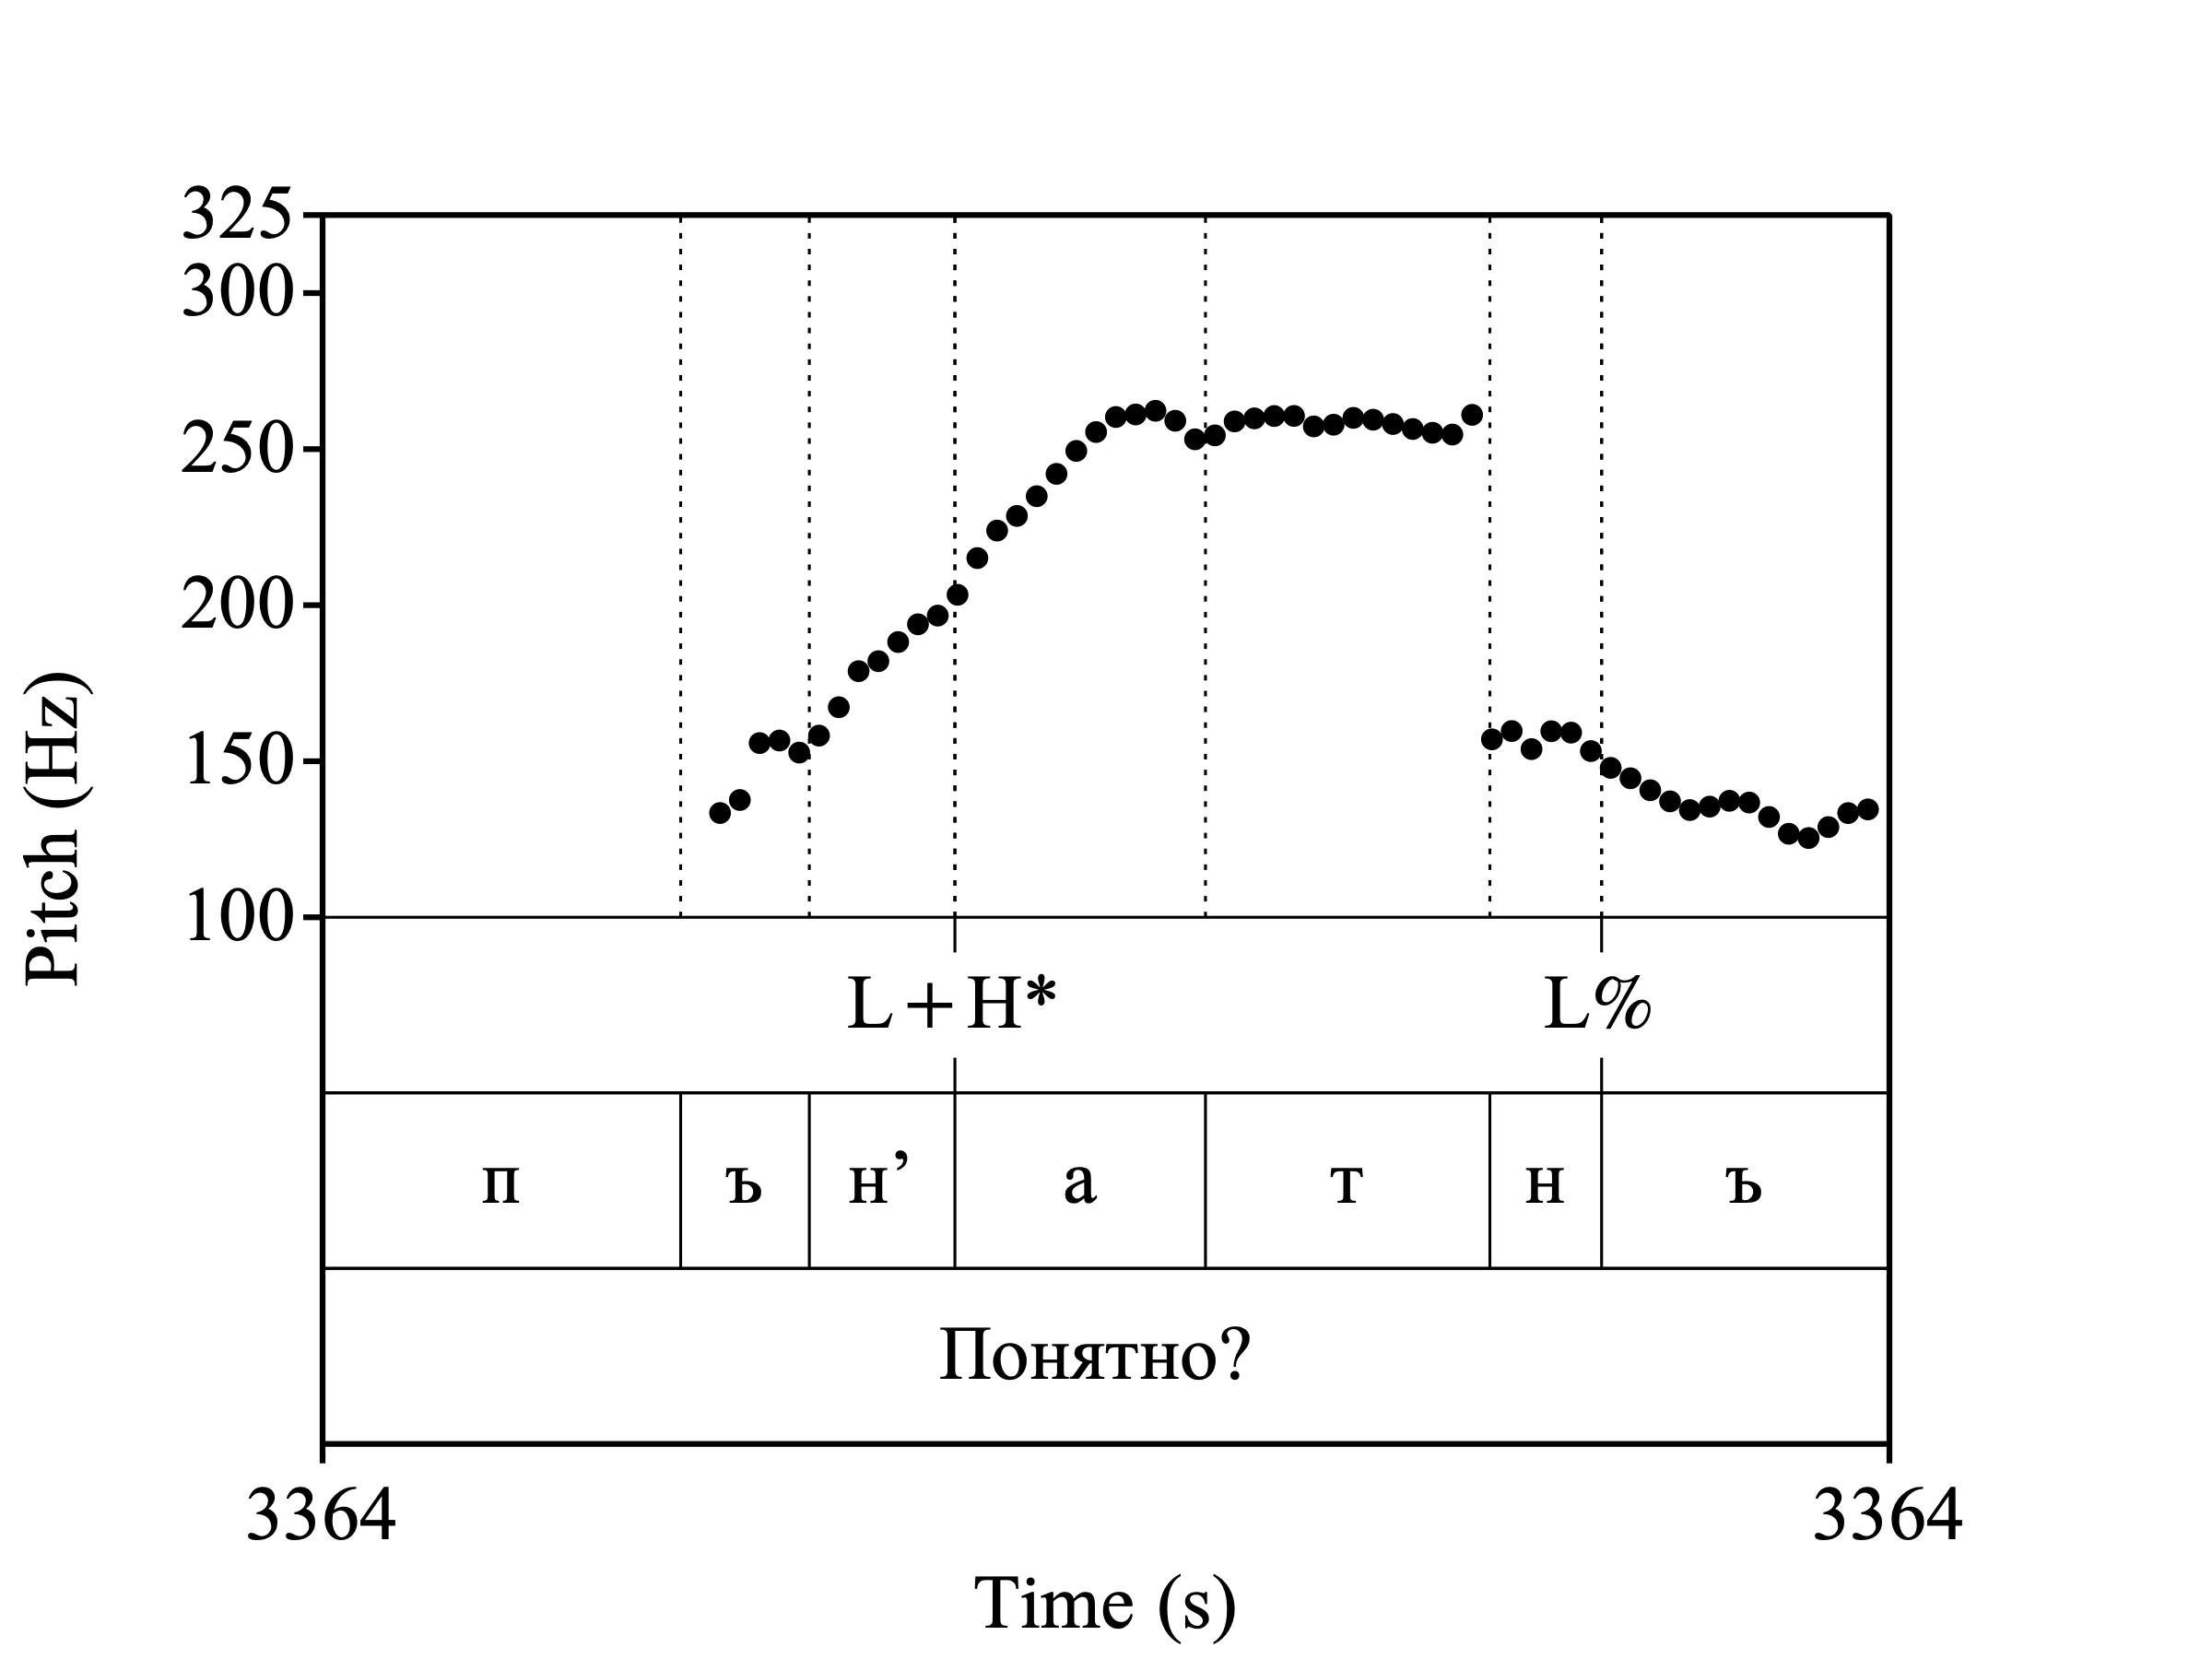 325
300
250
200
150
100
Pitch (Hz)
L+H* L%
п ъ н’ а т н ъ
Понятно?
3364 3364
Time (s)